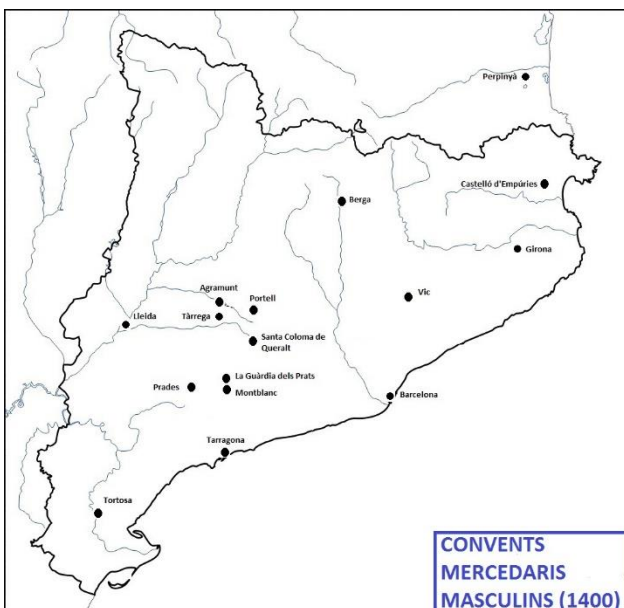 Perpinyà
Castelló d'Empúries
Berga
Girona
Vic
Agramunt
Portell
Lleida
Tàrrega
Santa Coloma de
Queralt
La Guàrdia dels Prats
Prades
Montblanc
Barcelona
Tarragona
Tortosa
CONVENTS
MERCEDARIS
MASCULINS (1400)